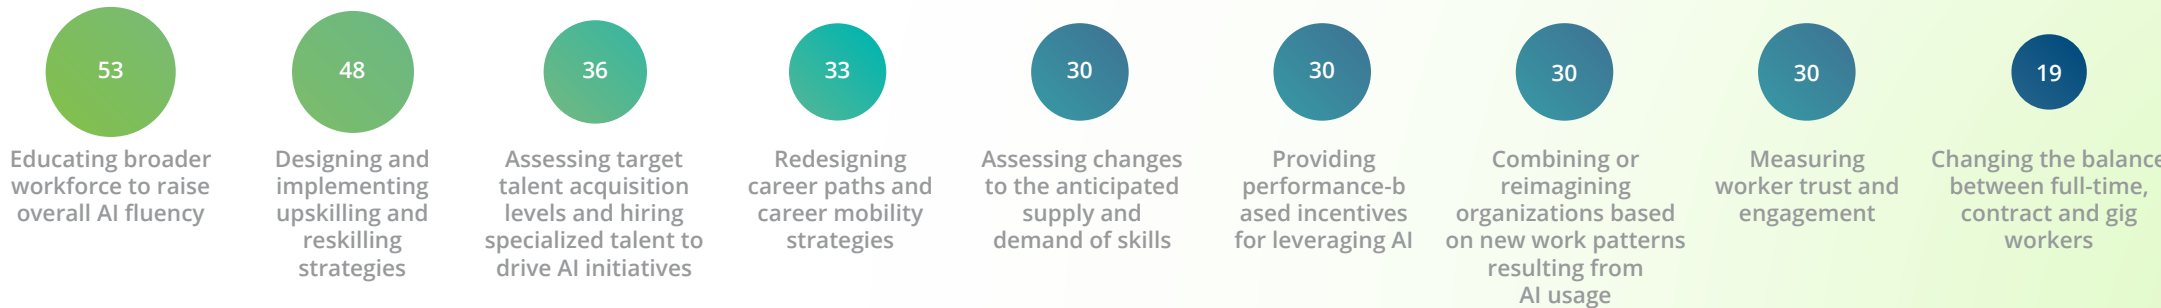 53
Educating broader
workforce to raise
overall AI fluency
48
Designing and
implementing
upskilling and
reskilling
strategies
36
Assessing target
talent acquisition
levels and hiring
specialized talent to
drive AI initiatives
33
Redesigning
career paths and
career mobility
strategies
30
Assessing changes
to the anticipated
supply and
demand of skills
30
Providing
performance-b
ased incentives
for leveraging AI
30
Combining or
reimagining
organizations based
on new work patterns
resulting from
AI usage
30
Measuring
worker trust and
engagement
19
Changing the balance
between full-time,
contract and gig
workers